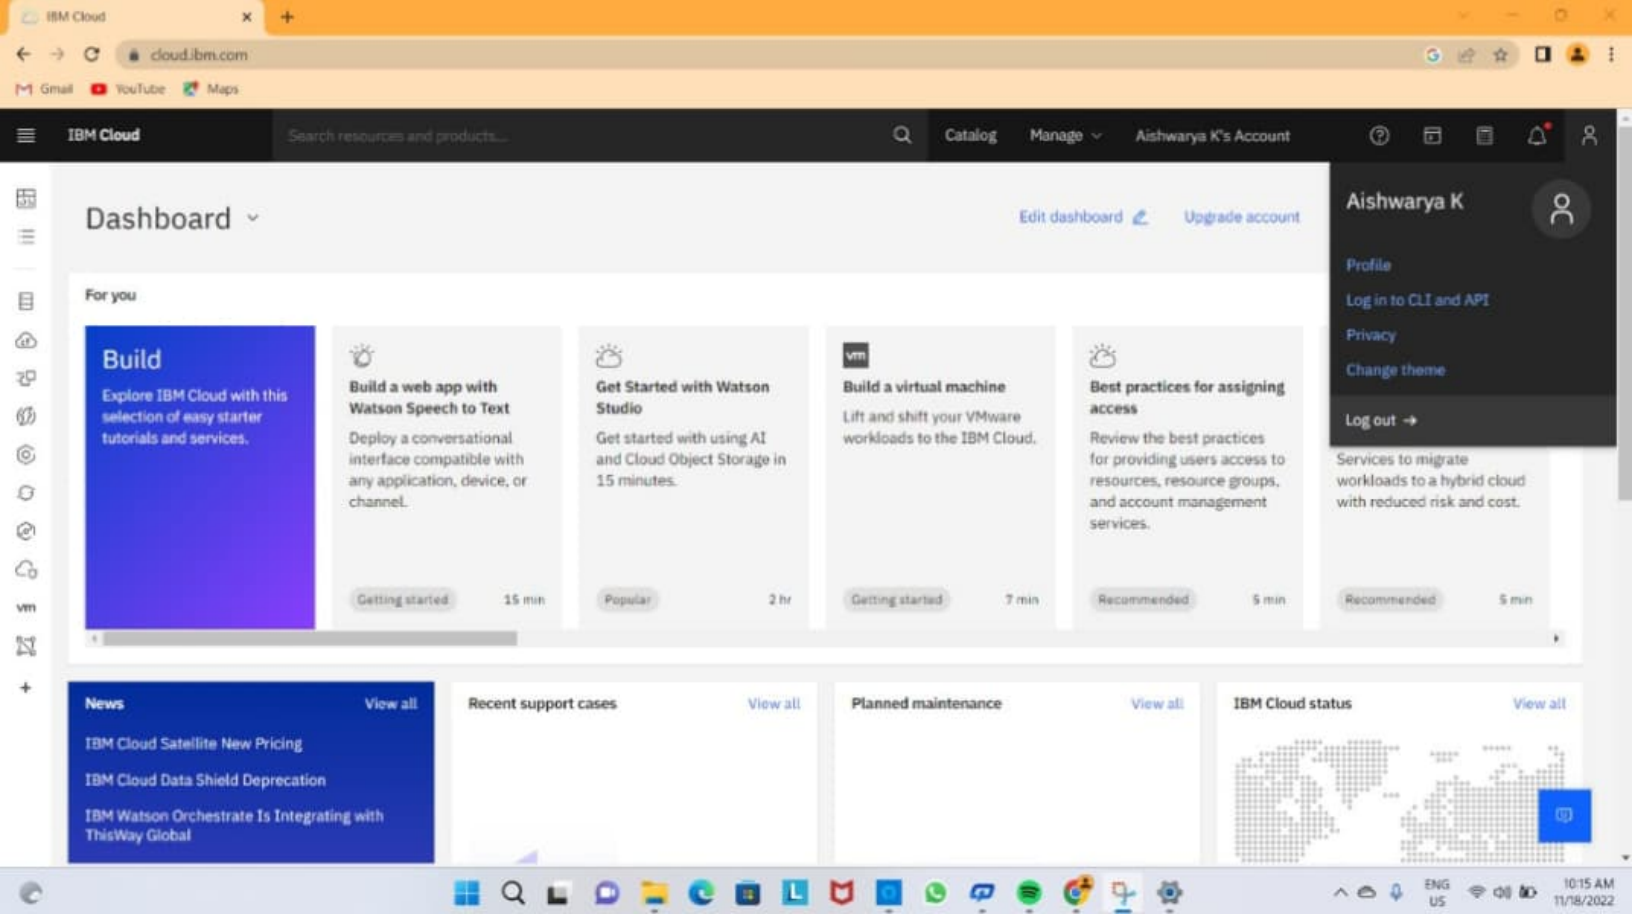 IBM Cloud
cloud.ibm.com
Gmail YouTube Maps
IBM Cloud Search resources and products... Catalog Manage Aishwarya K's Account
Dashboard Edit dashboard Upgrade account
Aishwarya K
Profile
Log in to CLI and API
Privacy
Change theme
Log out →
For you
Build
Explore IBM Cloud with this
selection of easy starter
tutorials and services.
Build a web app with
Watson Speech to Text
Deploy a conversational
interface compatible with
any application, device, or
channel.
Getting started 15 min
Get Started with Watson
Studio
Get started with using AI
and Cloud Object Storage in
15 minutes.
Popular 2 hr
vm
Build a virtual machine
Lift and shift your VMware
workloads to the IBM Cloud.
Getting started 7 min
Best practices for assigning
access
Review the best practices
for providing users access to
resources, resource groups,
and account management
services.
Recommended 5 min
Services to migrate
workloads to a hybrid cloud
with reduced risk and cost.
Recommended 5 min
vm
News View all
IBM Cloud Satellite New Pricing
IBM Cloud Data Shield Deprecation
IBM Watson Orchestrate Is Integrating with
ThisWay Global
Recent support cases View all
Planned maintenance View all
IBM Cloud status View all
ENG
US
10:15 AM
11/18/2022